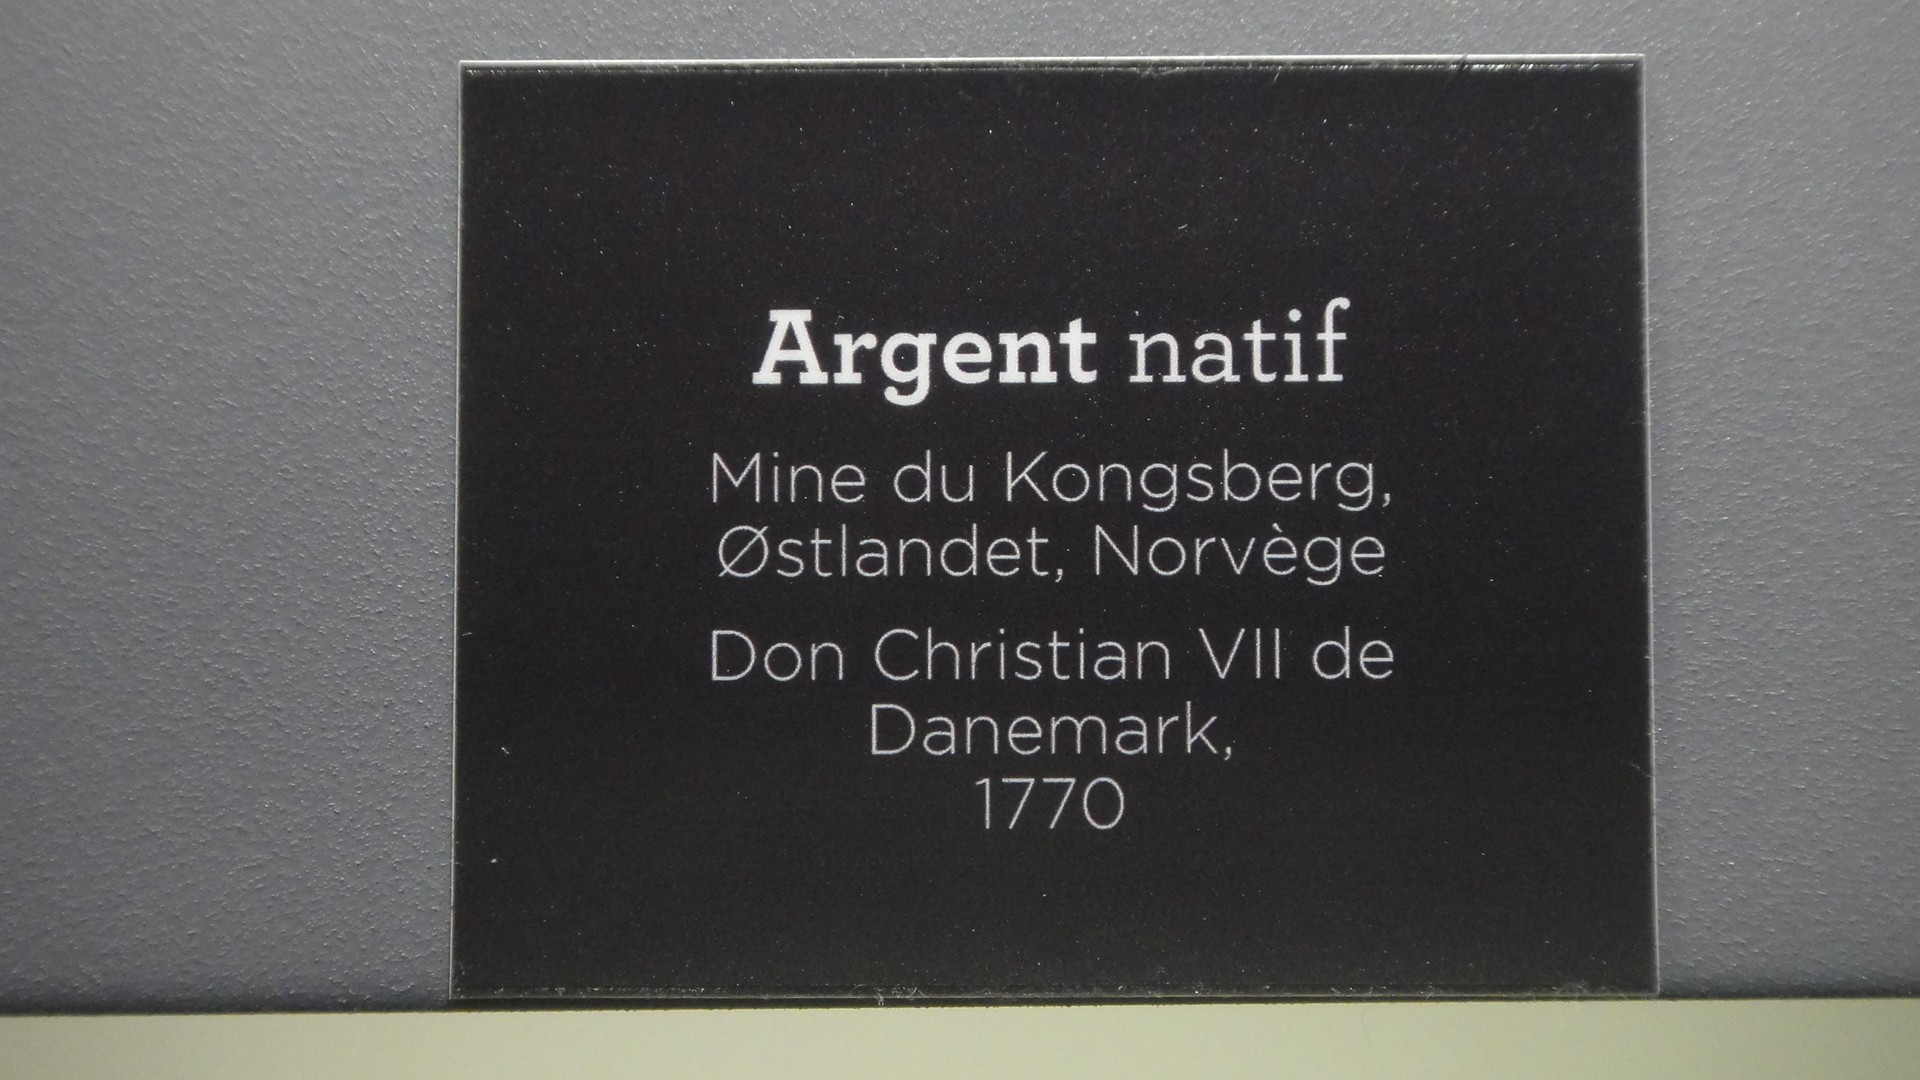 Argent natif
Mine du Kongsberg,
Østlandet, Norvège
Don Christian VII de
Danemark,
1770